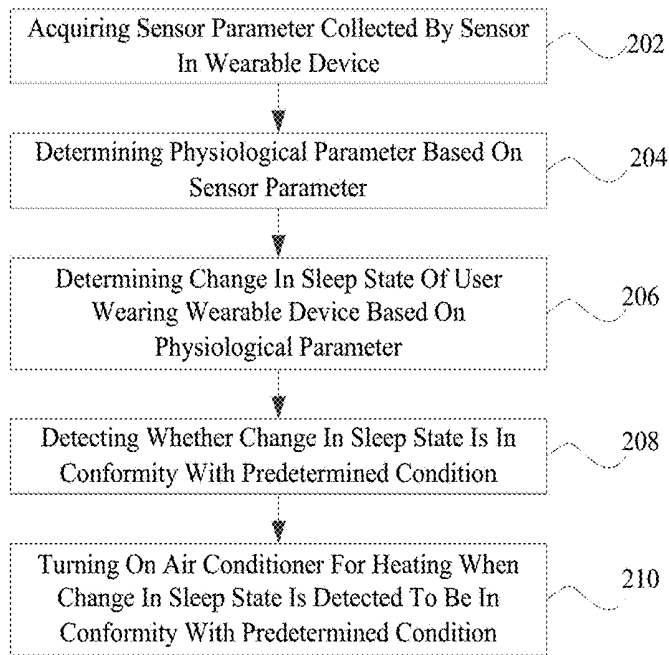 Acquiring Sensor Parameter Collected By Sensor
In Wearable Device
202
Determining Physiological Parameter Based On
Sensor Parameter
204
Determining Change In Sleep State Of User
Wearing Wearable Device Based On
Physiological Parameter
206
Detecting Whether Change In Sleep State Is In
Conformity With Predetermined Condition
208
Turning On Air Conditioner For Heating When
Change In Sleep State Is Detected To Be In
Conformity With Predetermined Condition
210